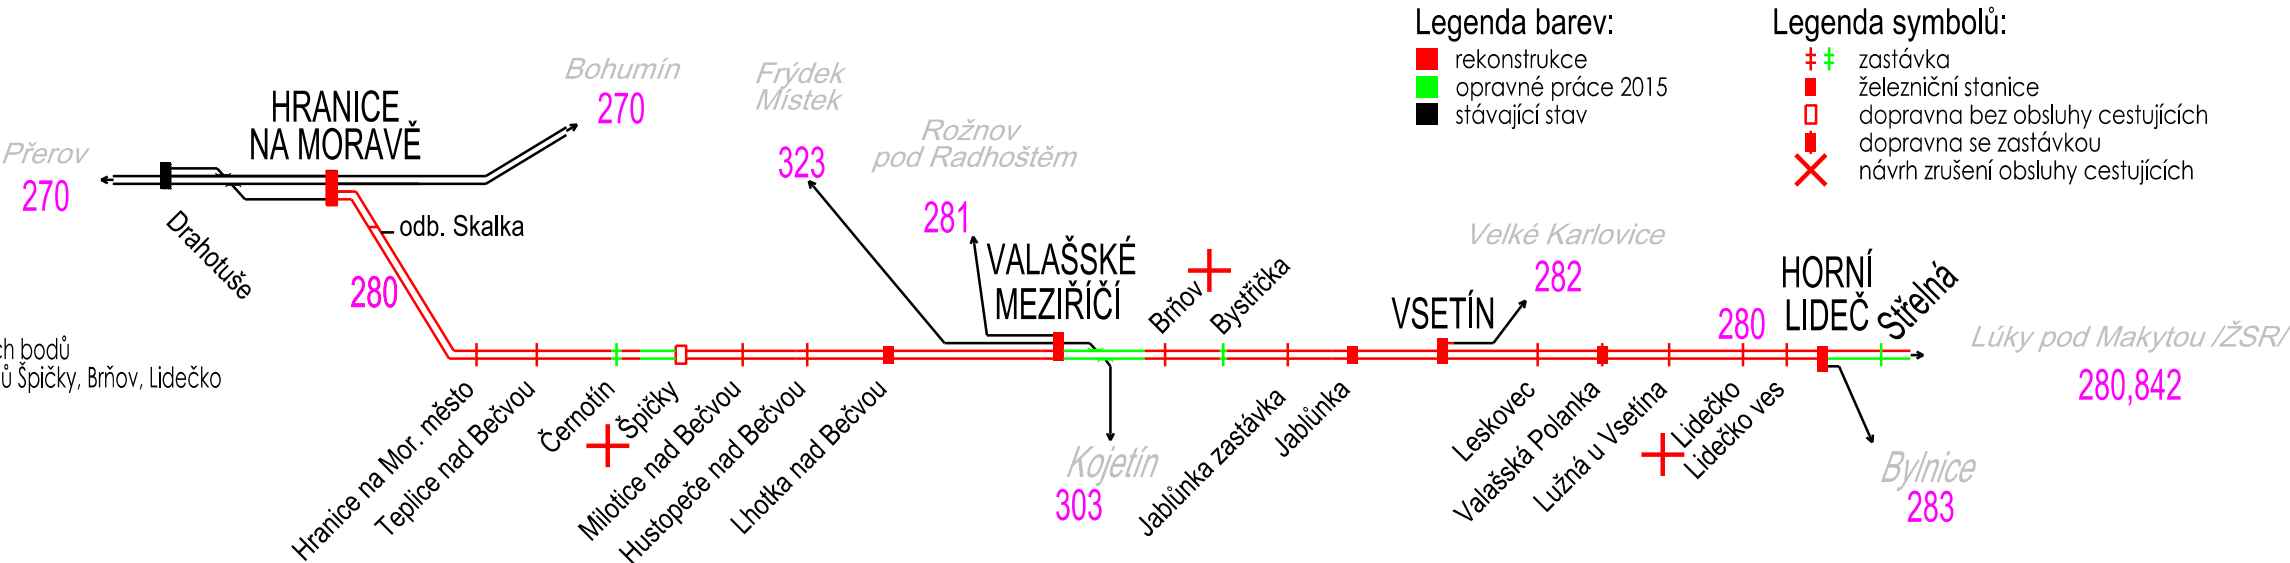 Legenda barev:
rekonstrukce
opravné práce 2015
stávající stav
Legenda symbolů:
zastávka
železniční stanice
dopravna bez obsluhy cestujících
dopravna se zastávkou
návrh zrušení obsluhy cestujících
Přerov
270
HRANICE
NA MORAVĚ
Bohumín
270
Frýdek
Místek
323
Rožnov
pod Radhoštěm
281
Drahotuše
odb. Skalka
280
ch bodů
ů Špičky, Brňov, Lidečko
Hranice na Mor. město
Teplice nad Bečvou
Černotín
Špičky
Milotice nad Bečvou
Hustopeče nad Bečvou
Lhotka nad Bečvou
VALAŠSKÉ
MEZIŘÍČÍ
Kojetín
303
Brňov
Bystřička
Jablůnka zastávka
Jablůnka
VSETÍN
Velké Karlovice
282
Leskovec
Valašská Polanka
Lužná u Vsetína
Lidečko
Lidečko ves
280
HORNÍ
LIDEČ
Střelná
Bylnice
283
Lúky pod Makytou /ŽSR/
280,842